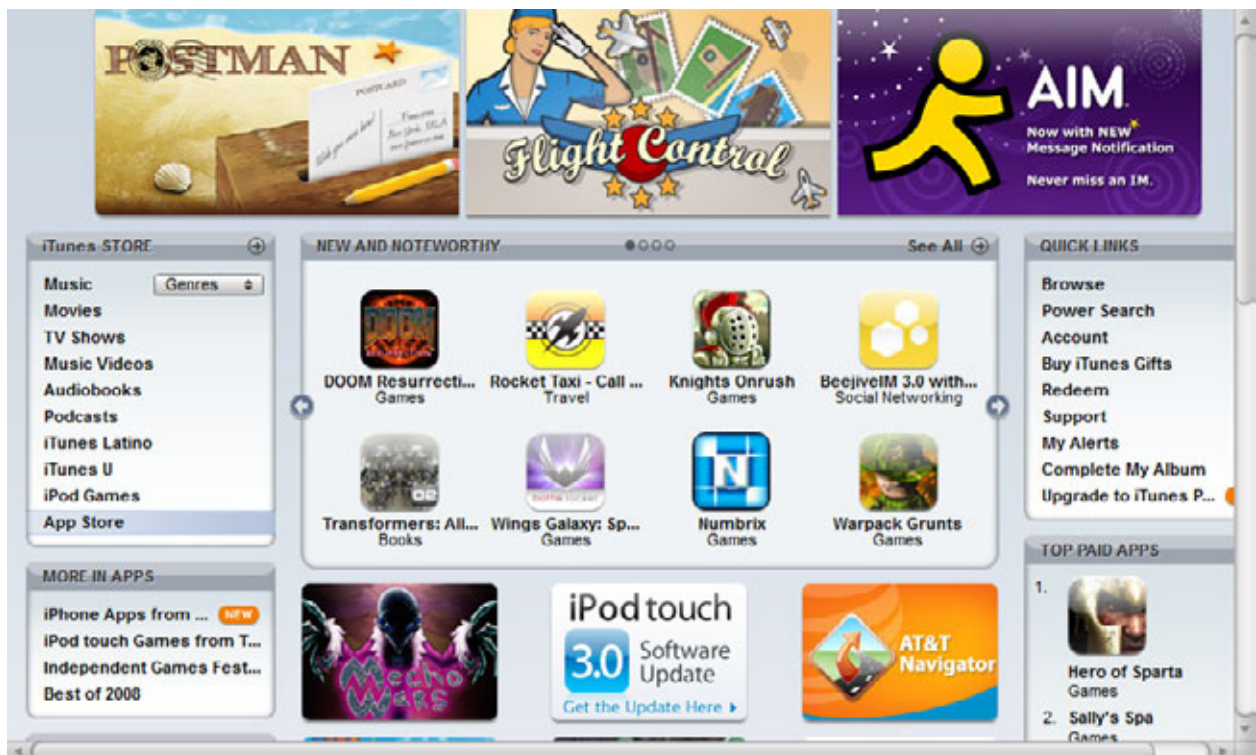 POSTMAN
POSTCARD
Flight Control
AIM
Now with NEW
Message Notification
Never miss an IM.
iTunes STORE
Music
Genres
Movies
TV Shows
Music Videos
Audiobooks
Podcasts
iTunes Latino
iTunes U
iPod Games
App Store
MORE IN APPS
iPhone Apps from ... NEW
iPod touch Games from T...
Independent Games Fest...
Best of 2008
NEW AND NOTEWORTHY
See All
DOOM
DOOM Resurrecti...
Games
Rocket Taxi - Call ...
Travel
Knights Onrush
Games
BeejiveIM 3.0 with...
Social Networking
02
Transformers: All...
Books
Wings Galaxy: Sp...
Games
N
Numbrix
Games
Warpack Grunts
Games
Mecho
Wars
iPod touch
3.0 Software
Update
Get the Update Here
AT&T
Navigator
QUICK LINKS
Browse
Power Search
Account
Buy iTunes Gifts
Redeem
Support
My Alerts
Complete My Album
Upgrade to iTunes P...
TOP PAID APPS
1.
Hero of Sparta
Games
2. Sally's Spa
Games